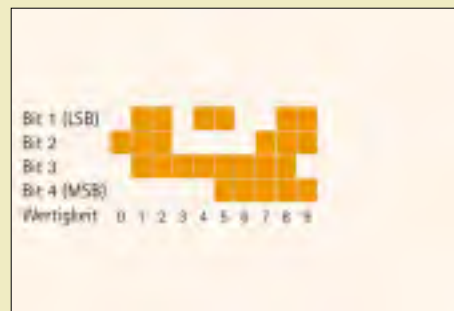 Bit 1 (LSB)
Bit 2
Bit 3
Bit 4 (MSB)
Wertigkeit 0 1 2 3 4 5 6 7 8 9